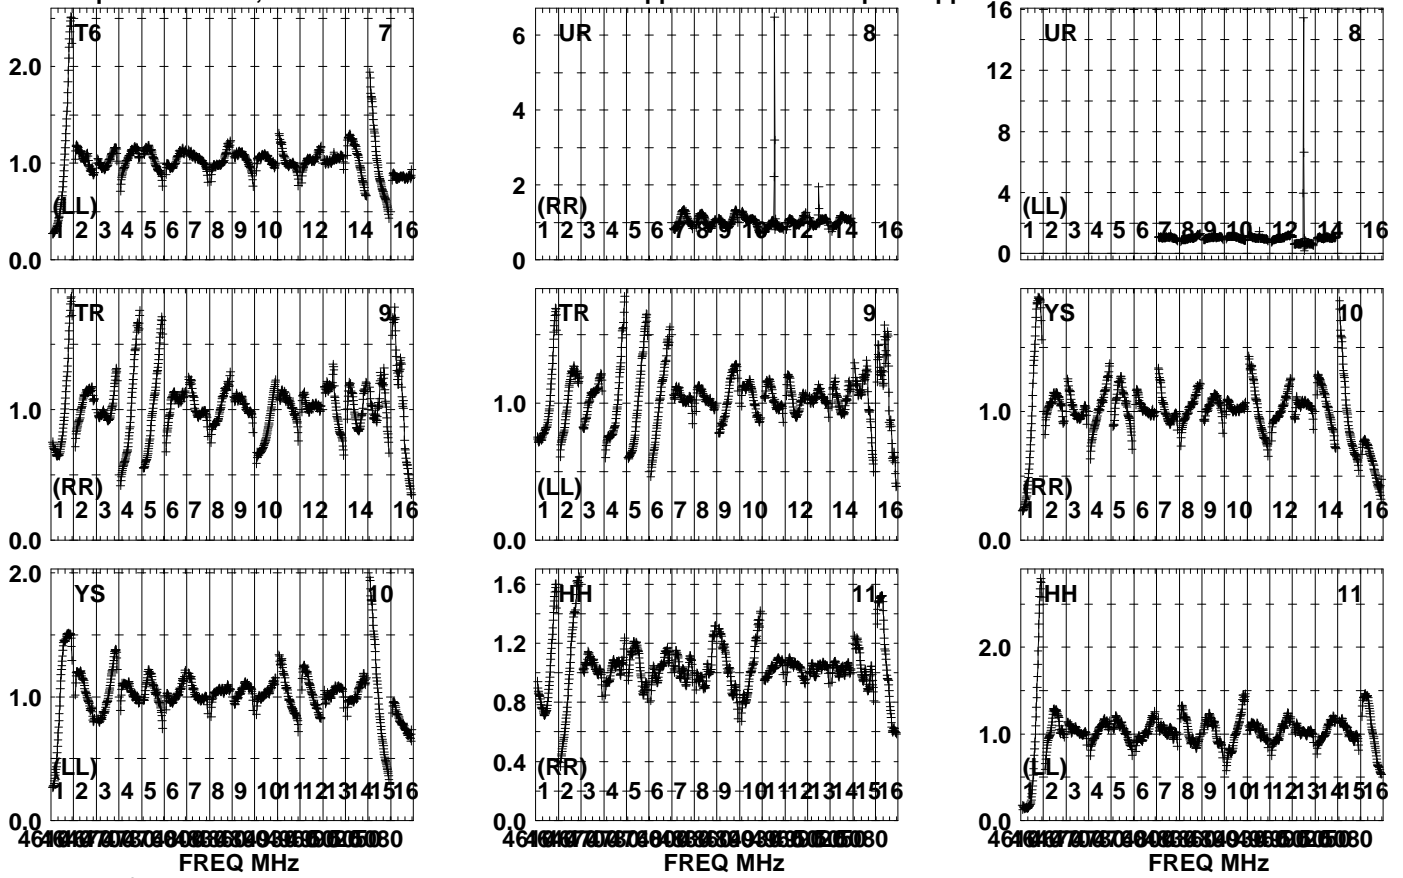 T6 7
2.0
1.0
(LL)
1 2 3 4 5 6 7 8 9 10 12 14 16
0.0
UR 8
6
4
2
(RR)
1 2 3 4 5 6 7 8 9 10 12 14 16
0
16 UR 8
12
8
4
(LL)
1 2 3 4 5 6 7 8 9 10 12 14 16
0
TR 9
1.0
(RR)
1 2 3 4 5 6 7 8 9 10 12 14 16
0.0
TR 9
1.0
(LL)
1 2 3 4 5 6 7 8 9 10 12 14 16
0.0
YS 10
1.0
(RR)
1 2 3 4 5 6 7 8 9 10 12 14 16
0.0
2.0 YS 10
1.0
(LL)
1 2 3 4 5 6 7 8 9 10 11 12 13 14 15 16
0.0
FREQ MHz
1.6 HH 11
1.2
0.8
0.4 (RR)
1 2 3 4 5 6 7 8 9 10 11 12 13 14 15 16
0.0
HH 11
2.0
1.0
(LL)
1 2 3 4 5 6 7 8 9 10 11 12 13 14 15 16
0.0
FREQ MHz